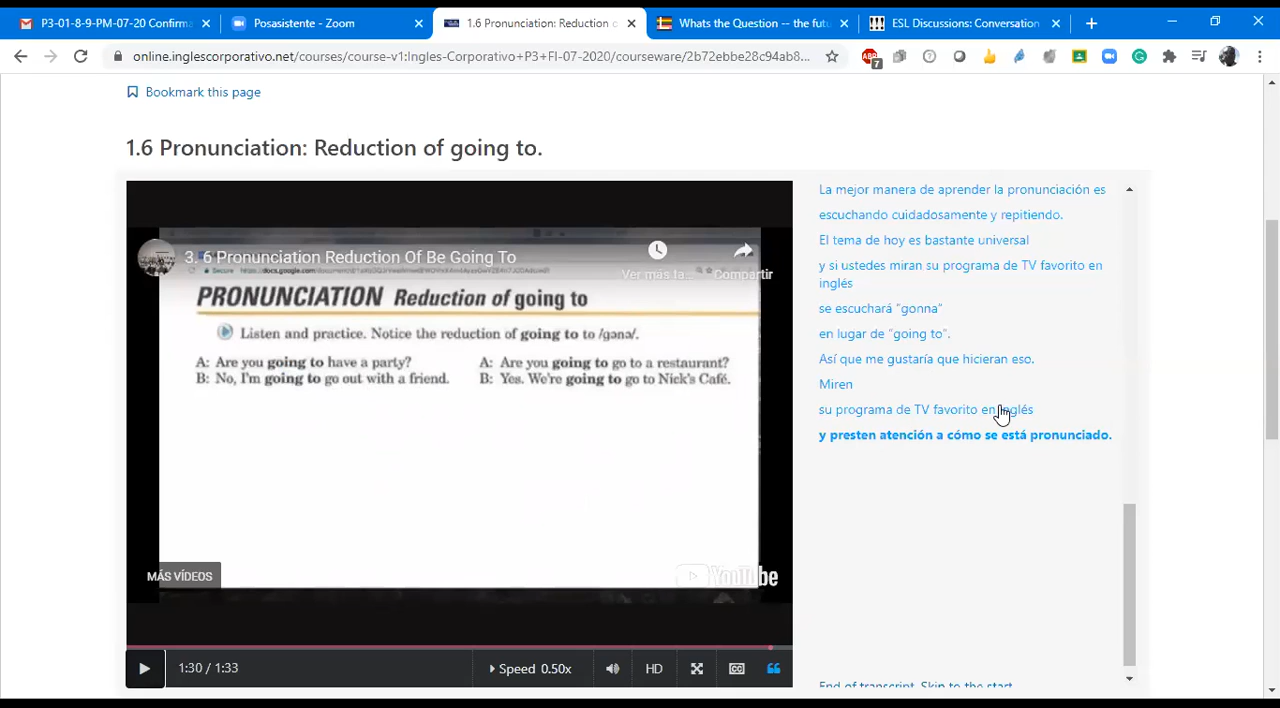 P3-01-8-9-PM-07-20 Confirma
Posasistente - Zoom
1.6 Pronunciation: Reduction o
Whats the Question -- the futu
ESL Discussions: Conversation
online.inglescorporativo.net/courses/course-v1:Ingles-Corporativo+P3+FI-07-2020/courseware/2b72ebbe28c94ab8...
ABP
7
Bookmark this page
1.6 Pronunciation: Reduction of going to.
3. 6 Pronunciation Reduction Of Be Going To
Ver más ta...
Compartir
PRONUNCIATION Reduction of going to
Listen and practice. Notice the reduction of going to to /gənə/.
A: Are you going to have a party?
B: No, I'm going to go out with a friend.
A: Are you going to go to a restaurant?
B: Yes. We're going to go to Nick's Café.
MÁS VÍDEOS
YouTube
1:30 / 1:33
Speed 0.50x
HD
CC
La mejor manera de aprender la pronunciación es
escuchando cuidadosamente y repitiendo.
El tema de hoy es bastante universal
y si ustedes miran su programa de TV favorito en
inglés
se escuchará "gonna"
en lugar de "going to".
Así que me gustaría que hicieran eso.
Miren
su programa de TV favorito en inglés
y presten atención a cómo se está pronunciado.
End of transcript. Skip to the start.